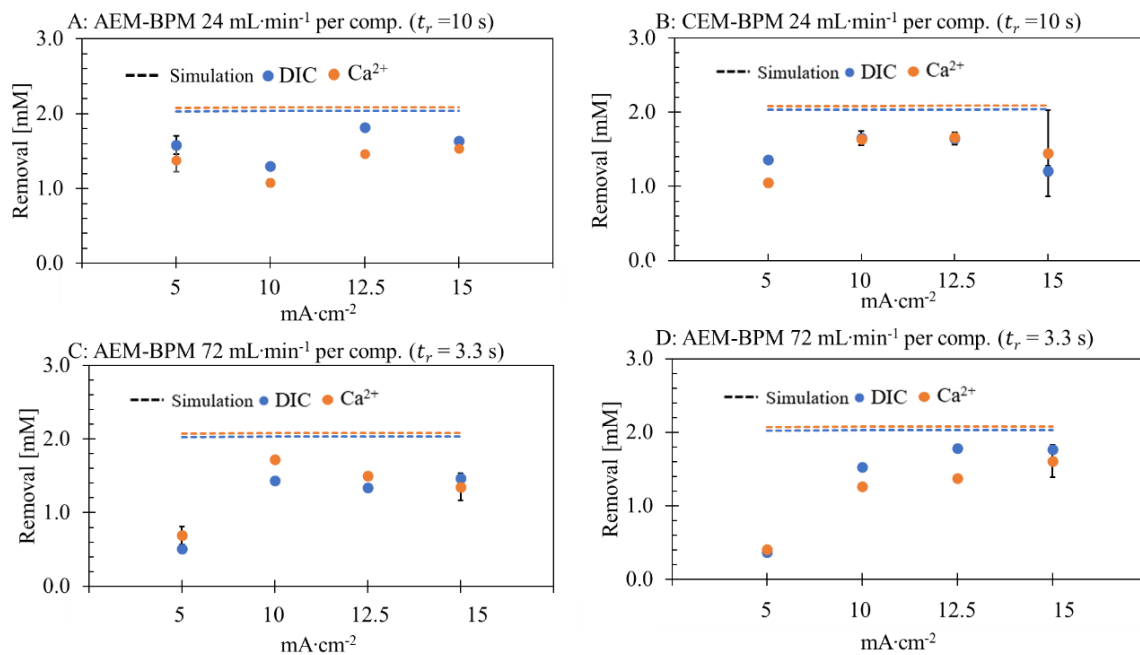 A: AEM-BPM 24 mL·min⁻¹ per comp. (t_r =10 s)
3.0
2.0
1.0
0.0
Removal [mM]
Simulation DIC Ca²⁺
5 10 12.5 15
mA·cm⁻²
B: CEM-BPM 24 mL·min⁻¹ per comp. (t_r =10 s)
3.0
2.0
1.0
0.0
Removal [mM]
Simulation DIC Ca²⁺
5 10 12.5 15
mA·cm⁻²
C: AEM-BPM 72 mL·min⁻¹ per comp. (t_r = 3.3 s)
3.0
2.0
1.0
0.0
Removal [mM]
Simulation DIC Ca²⁺
5 10 12.5 15
mA·cm⁻²
D: AEM-BPM 72 mL·min⁻¹ per comp. (t_r = 3.3 s)
3.0
2.0
1.0
0.0
Removal [mM]
Simulation DIC Ca²⁺
5 10 12.5 15
mA·cm⁻²